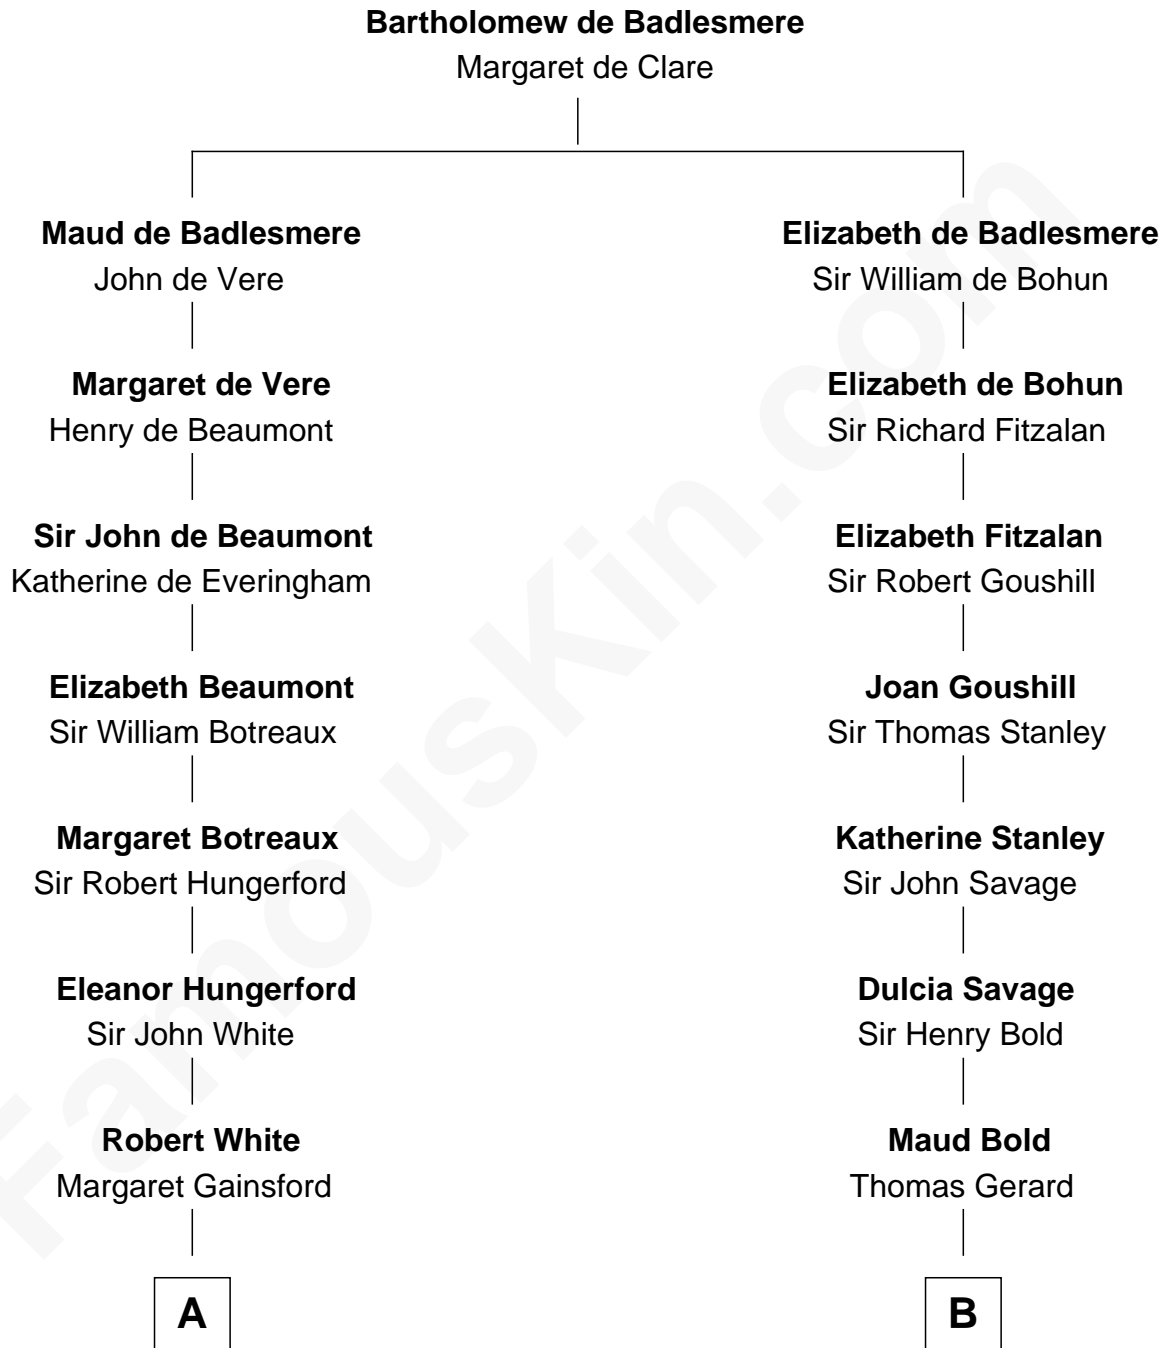 Bartholomew de Badlesmere
Margaret de Clare
Maud de Badlesmere
John de Vere
Margaret de Vere
Henry de Beaumont
Sir John de Beaumont
Katherine de Everingham
Elizabeth Beaumont
Sir William Botreaux
Margaret Botreaux
Sir Robert Hungerford
Eleanor Hungerford
Sir John White
Robert White
Margaret Gainsford
A
Elizabeth de Badlesmere
Sir William de Bohun
Elizabeth de Bohun
Sir Richard Fitzalan
Elizabeth Fitzalan
Sir Robert Goushill
Joan Goushill
Sir Thomas Stanley
Katherine Stanley
Sir John Savage
Dulcia Savage
Sir Henry Bold
Maud Bold
Thomas Gerard
B
FamousKin.com